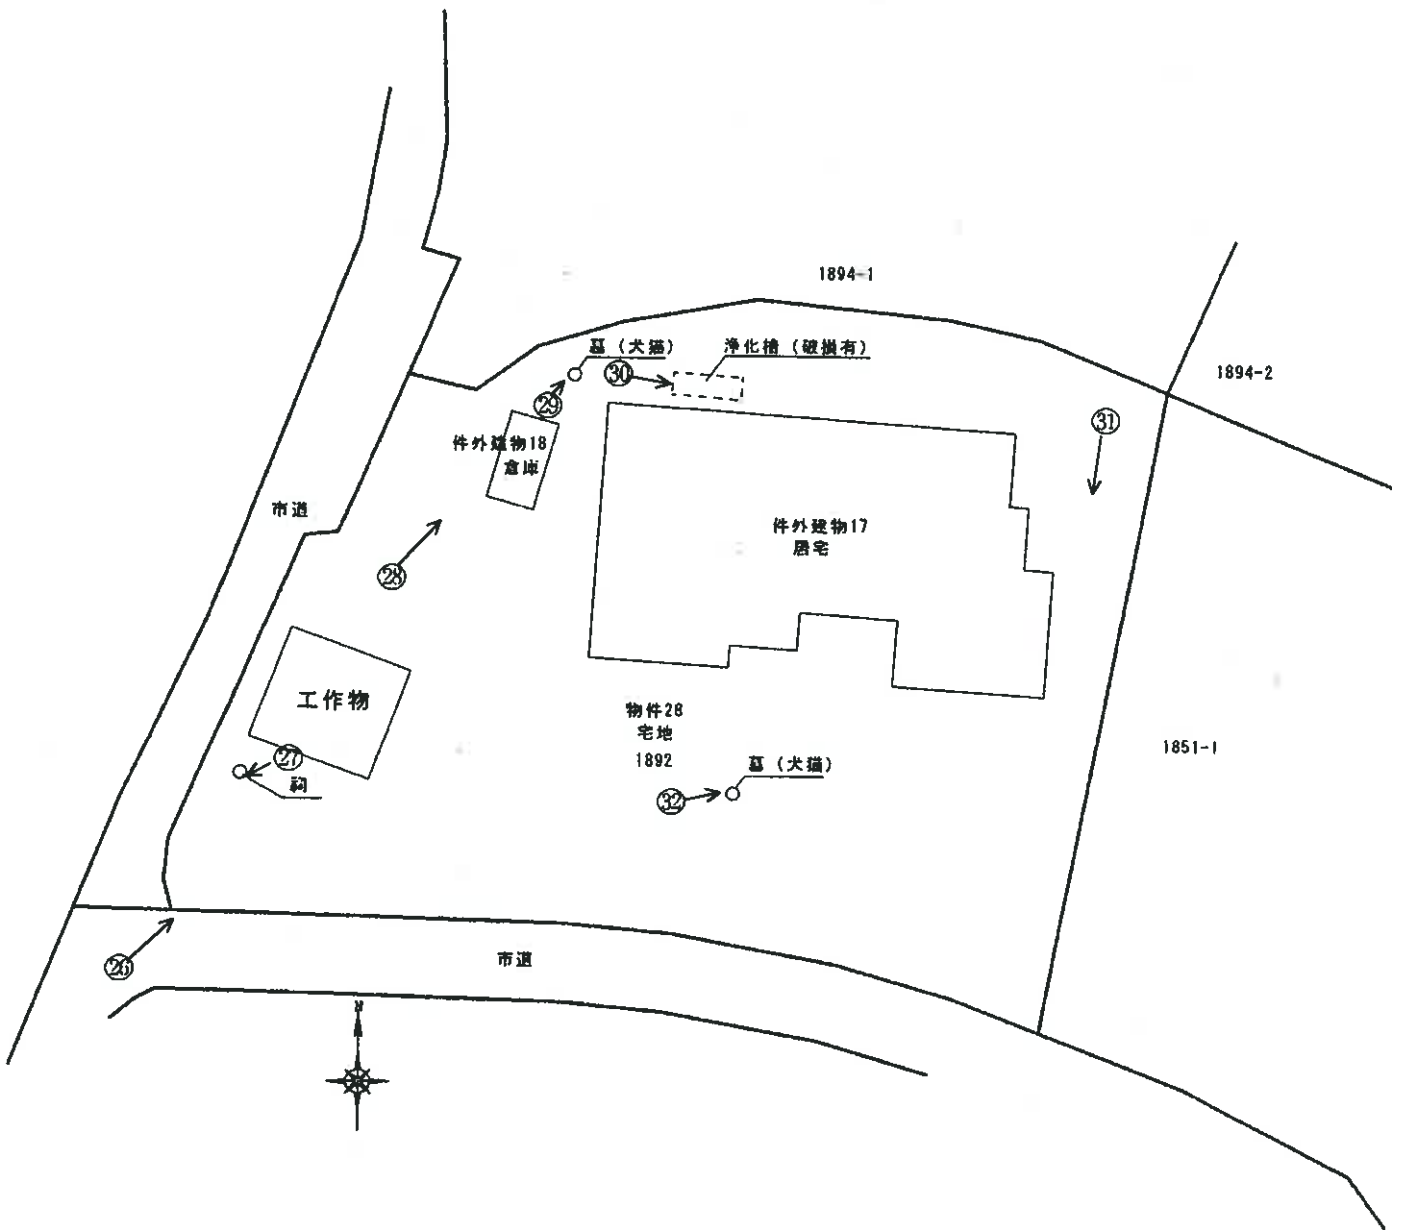 1894-1
墓（犬猫）
浄化槽（破損有）
1894-2
㉚
㉙
㉛
件外建物18
倉庫
市道
件外建物17
居宅
㉘
工作物
物件28
宅地
1892
1851-1
㉗
祠
墓（犬猫）
㉜
市道
㉖
N